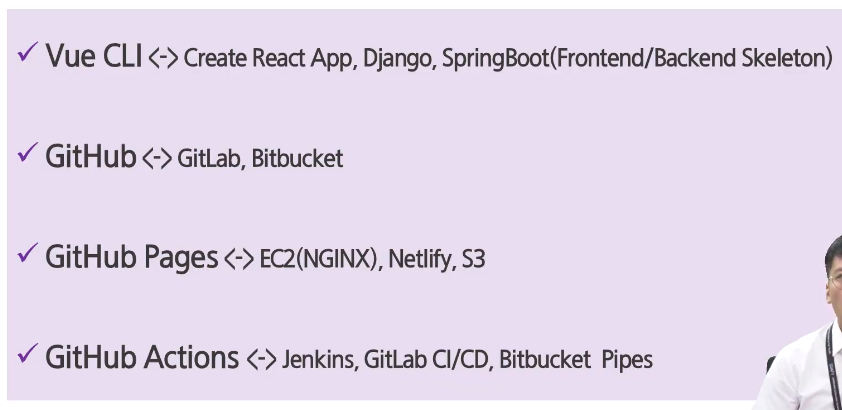 ✓ Vue CLI <-> Create React App, Django, SpringBoot(Frontend/Backend Skeleton)
✓ GitHub <-> GitLab, Bitbucket
✓ GitHub Pages <-> EC2(NGINX), Netlify, S3
✓ GitHub Actions <-> Jenkins, GitLab CI/CD, Bitbucket Pipes